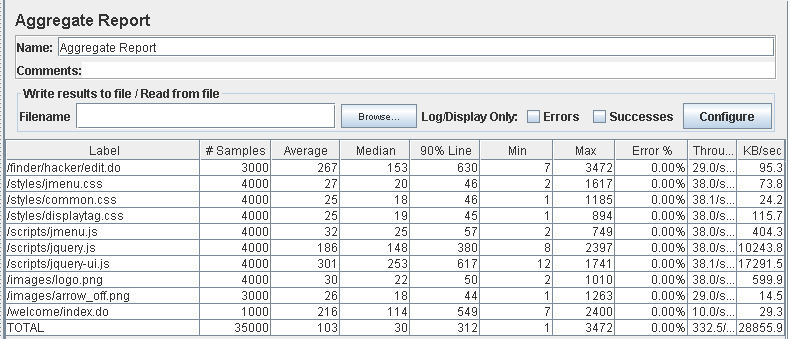 Aggregate Report
Name: Aggregate Report
Comments:
Write results to file / Read from file
Filename Browse... Log/Display Only: Errors Successes Configure
Label # Samples Average Median 90% Line Min Max Error % Throu... KB/sec
/finder/hacker/edit.do 3000 267 153 630 7 3472 0.00% 29.0/s... 95.3
/styles/jmenu.css 4000 27 20 46 2 1617 0.00% 38.0/s... 73.8
/styles/common.css 4000 25 18 46 1 1185 0.00% 38.1/s... 24.2
/styles/displaytag.css 4000 25 19 45 1 894 0.00% 38.0/s... 115.7
/scripts/jmenu.js 4000 32 25 57 2 749 0.00% 38.0/s... 404.3
/scripts/jquery.js 4000 186 148 380 8 2397 0.00% 38.0/s... 10243.8
/scripts/jquery-ui.js 4000 301 253 617 12 1741 0.00% 38.1/s... 17291.5
/images/logo.png 4000 30 22 50 2 1010 0.00% 38.0/s... 599.9
/images/arrow_off.png 3000 26 18 44 1 1263 0.00% 29.0/s... 14.5
/welcome/index.do 1000 216 114 549 7 2400 0.00% 10.0/s... 29.3
TOTAL 35000 103 30 312 1 3472 0.00% 332.5/... 28855.9